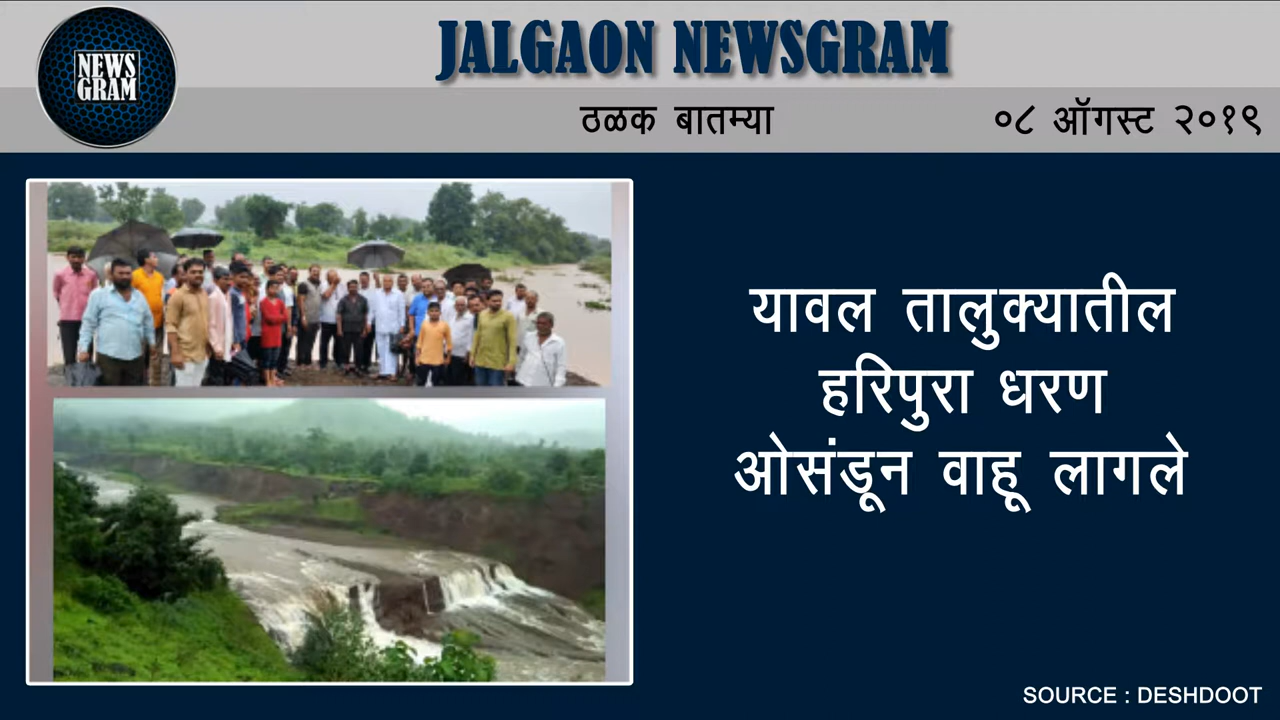 NEWS
GRAM
JALGAON NEWSGRAM
ठळक बातम्या
०८ ऑगस्ट २०१९
यावल तालुक्यातील
हरिपुरा धरण
ओसंडून वाहू लागले
SOURCE : DESHDOOT